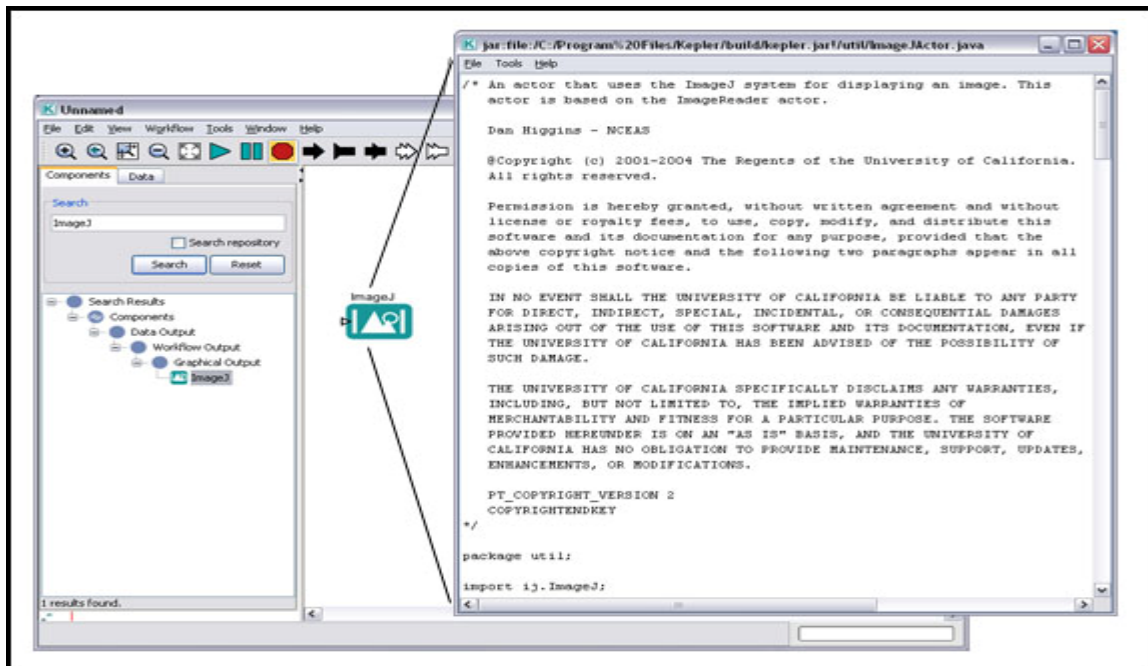 jar:file:/C:/Program%20Files/Kepler/build/kepler.jar!/util/ImageJActor.java
File Tools Help
/* An actor that uses the ImageJ system for displaying an image. This
actor is based on the ImageReader actor.
Dan Higgins - NCEAS
@Copyright (c) 2001-2004 The Regents of the University of California.
All rights reserved.
Permission is hereby granted, without written agreement and without
license or royalty fees, to use, copy, modify, and distribute this
software and its documentation for any purpose, provided that the
above copyright notice and the following two paragraphs appear in all
copies of this software.
IN NO EVENT SHALL THE UNIVERSITY OF CALIFORNIA BE LIABLE TO ANY PARTY
FOR DIRECT, INDIRECT, SPECIAL, INCIDENTAL, OR CONSEQUENTIAL DAMAGES
ARISING OUT OF THE USE OF THIS SOFTWARE AND ITS DOCUMENTATION, EVEN IF
THE UNIVERSITY OF CALIFORNIA HAS BEEN ADVISED OF THE POSSIBILITY OF
SUCH DAMAGE.
THE UNIVERSITY OF CALIFORNIA SPECIFICALLY DISCLAIMS ANY WARRANTIES,
INCLUDING, BUT NOT LIMITED TO, THE IMPLIED WARRANTIES OF
MERCHANTABILITY AND FITNESS FOR A PARTICULAR PURPOSE. THE SOFTWARE
PROVIDED HEREUNDER IS ON AN "AS IS" BASIS, AND THE UNIVERSITY OF
CALIFORNIA HAS NO OBLIGATION TO PROVIDE MAINTENANCE, SUPPORT, UPDATES,
ENHANCEMENTS, OR MODIFICATIONS.
PT_COPYRIGHT_VERSION 2
COPYRIGHTENDKEY
*/
package util;
import ij.ImageJ;
Unnamed
File Edit View Workflow Tools Window Help
Components Data
Search
ImageJ
Search repository
Search Reset
Search Results
Components
Data Output
Workflow Output
Graphical Output
ImageJ
1 results found.
ImageJ